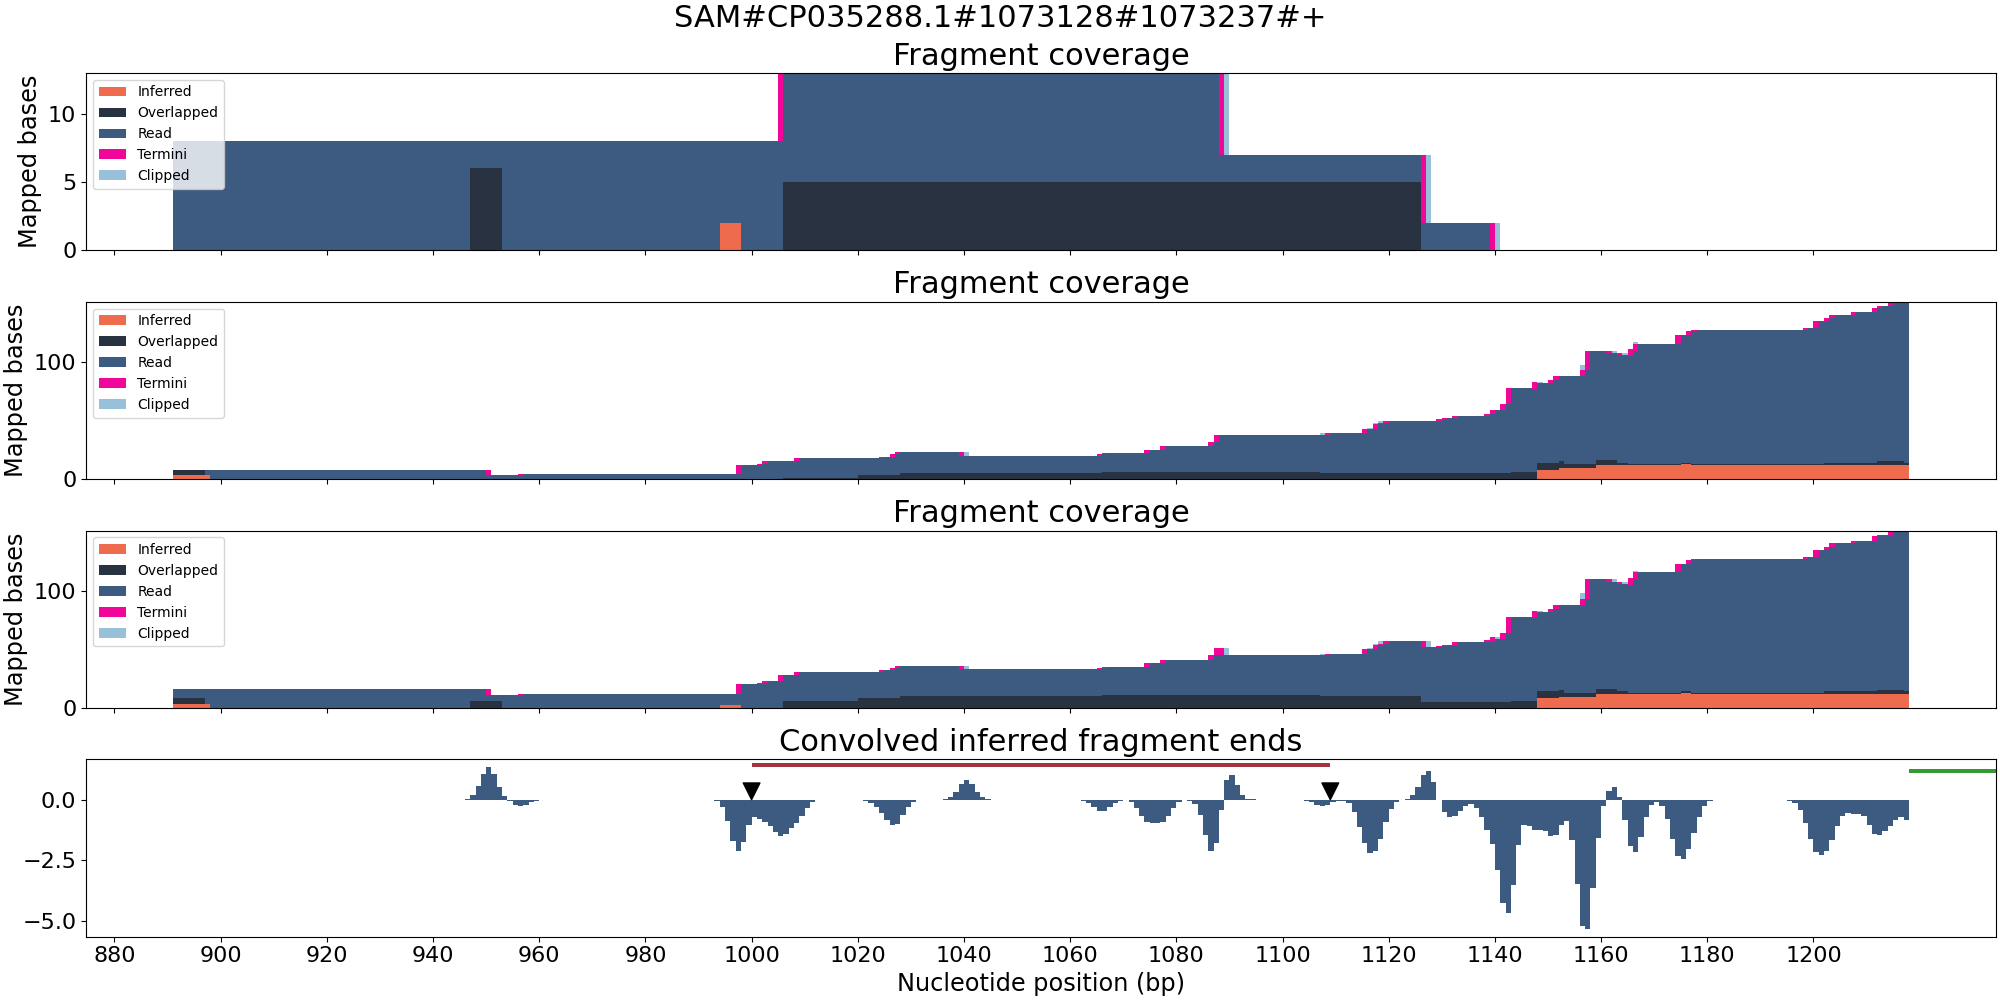 SAM#CP035288.1#1073128#1073237#+
Fragment coverage
Mapped bases
10
5
0
Inferred
Overlapped
Read
Termini
Clipped
Fragment coverage
Mapped bases
100
0
Inferred
Overlapped
Read
Termini
Clipped
Fragment coverage
Mapped bases
100
0
Inferred
Overlapped
Read
Termini
Clipped
Convolved inferred fragment ends
0.0
−2.5
−5.0
880 900 920 940 960 980 1000 1020 1040 1060 1080 1100 1120 1140 1160 1180 1200
Nucleotide position (bp)